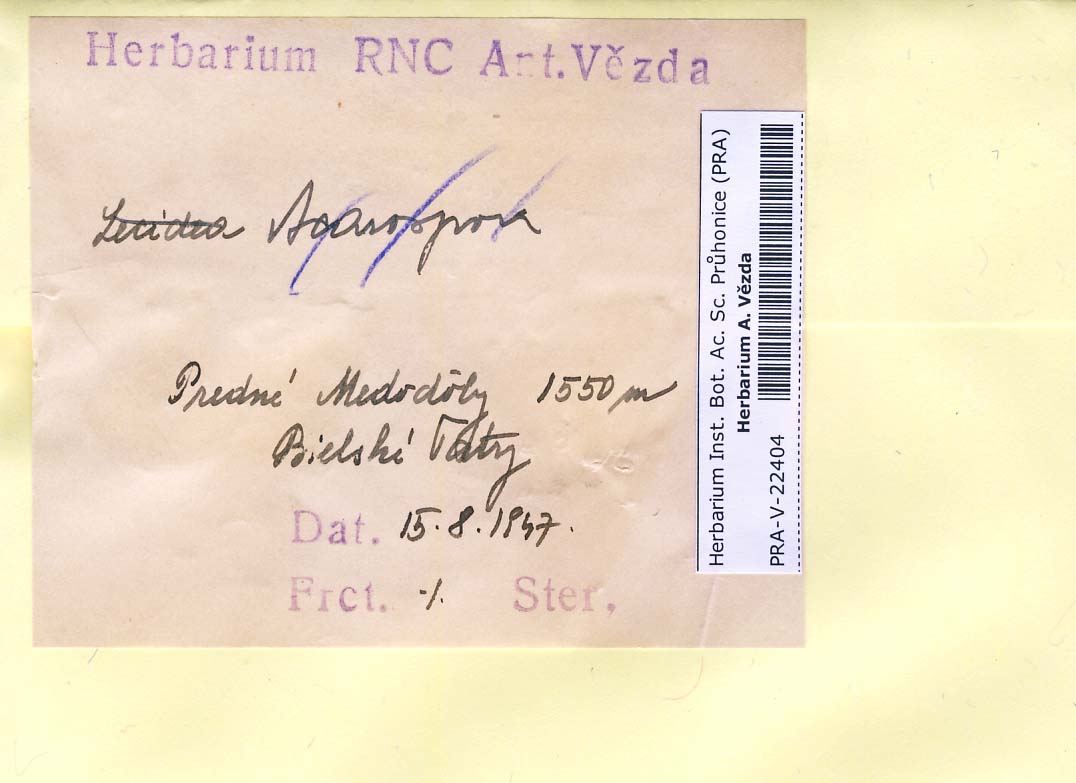 Herbarium RNC Ant. Vězda
Lecidea Acarospora
Predné Medodôly 1550 m
Bielské Tatry
Dat. 15.8.1947.
Frct. -/. Ster,
Herbarium Inst. Bot. Ac. Sc. Průhonice (PRA)
Herbarium A. Vězda
PRA-V-22404